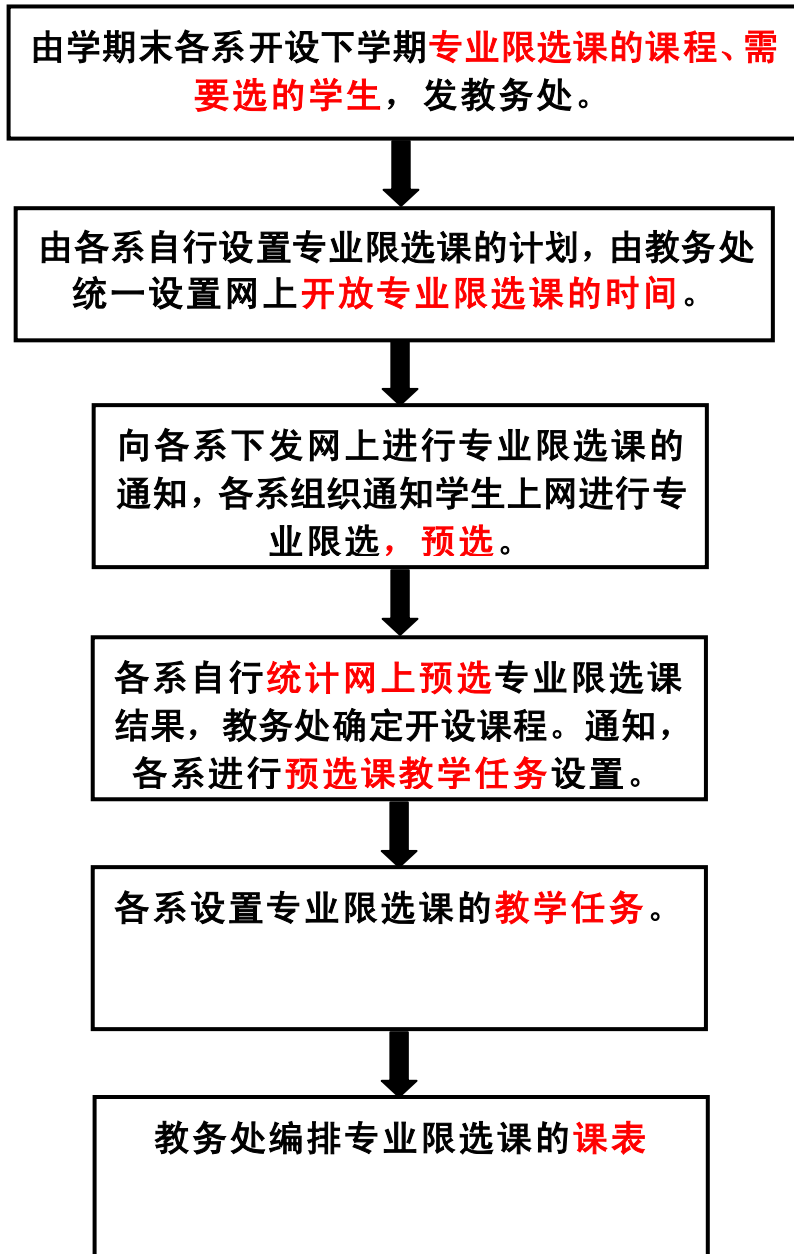 由学期末各系开设下学期专业限选课的课程、需
要选的学生，发教务处。
由各系自行设置专业限选课的计划，由教务处
统一设置网上开放专业限选课的时间。
向各系下发网上进行专业限选课的
通知，各系组织通知学生上网进行专
业限选，预选。
各系自行统计网上预选专业限选课
结果，教务处确定开设课程。通知，
各系进行预选课教学任务设置。
各系设置专业限选课的教学任务。
教务处编排专业限选课的课表